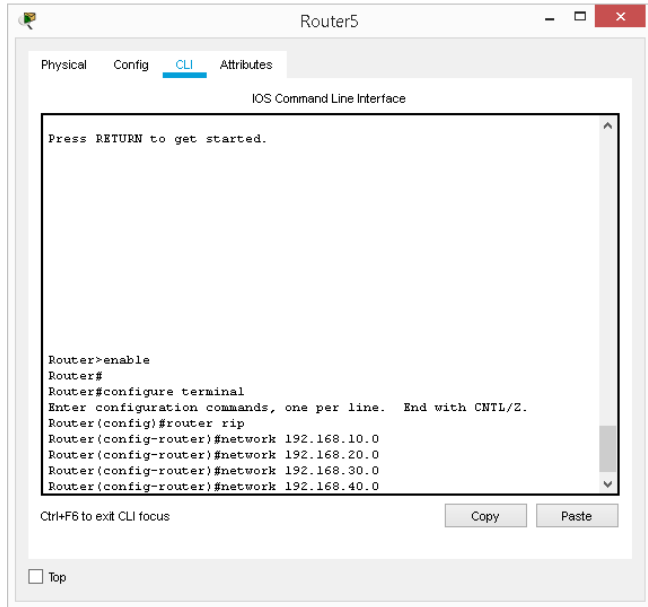 Router5
Physical Config CLI Attributes
IOS Command Line Interface
Press RETURN to get started.
Router>enable
Router#
Router#configure terminal
Enter configuration commands, one per line.  End with CNTL/Z.
Router(config)#router rip
Router(config-router)#network 192.168.10.0
Router(config-router)#network 192.168.20.0
Router(config-router)#network 192.168.30.0
Router(config-router)#network 192.168.40.0
Ctrl+F6 to exit CLI focus Copy Paste
Top